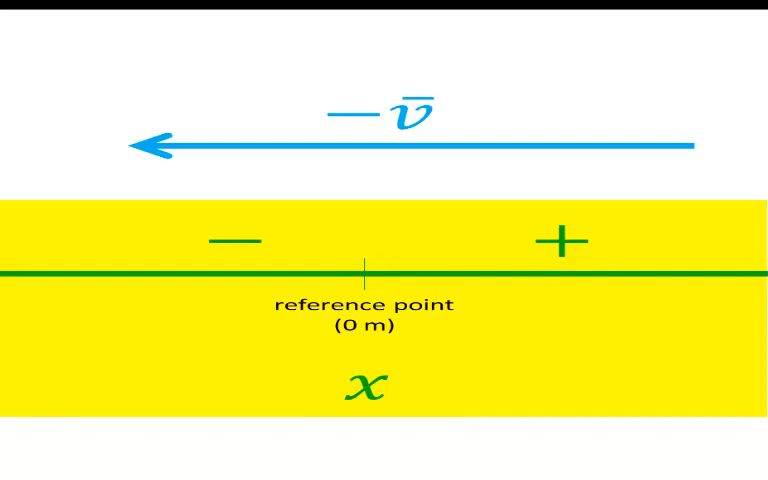 −v̄
− +
reference point
(0 m)
x